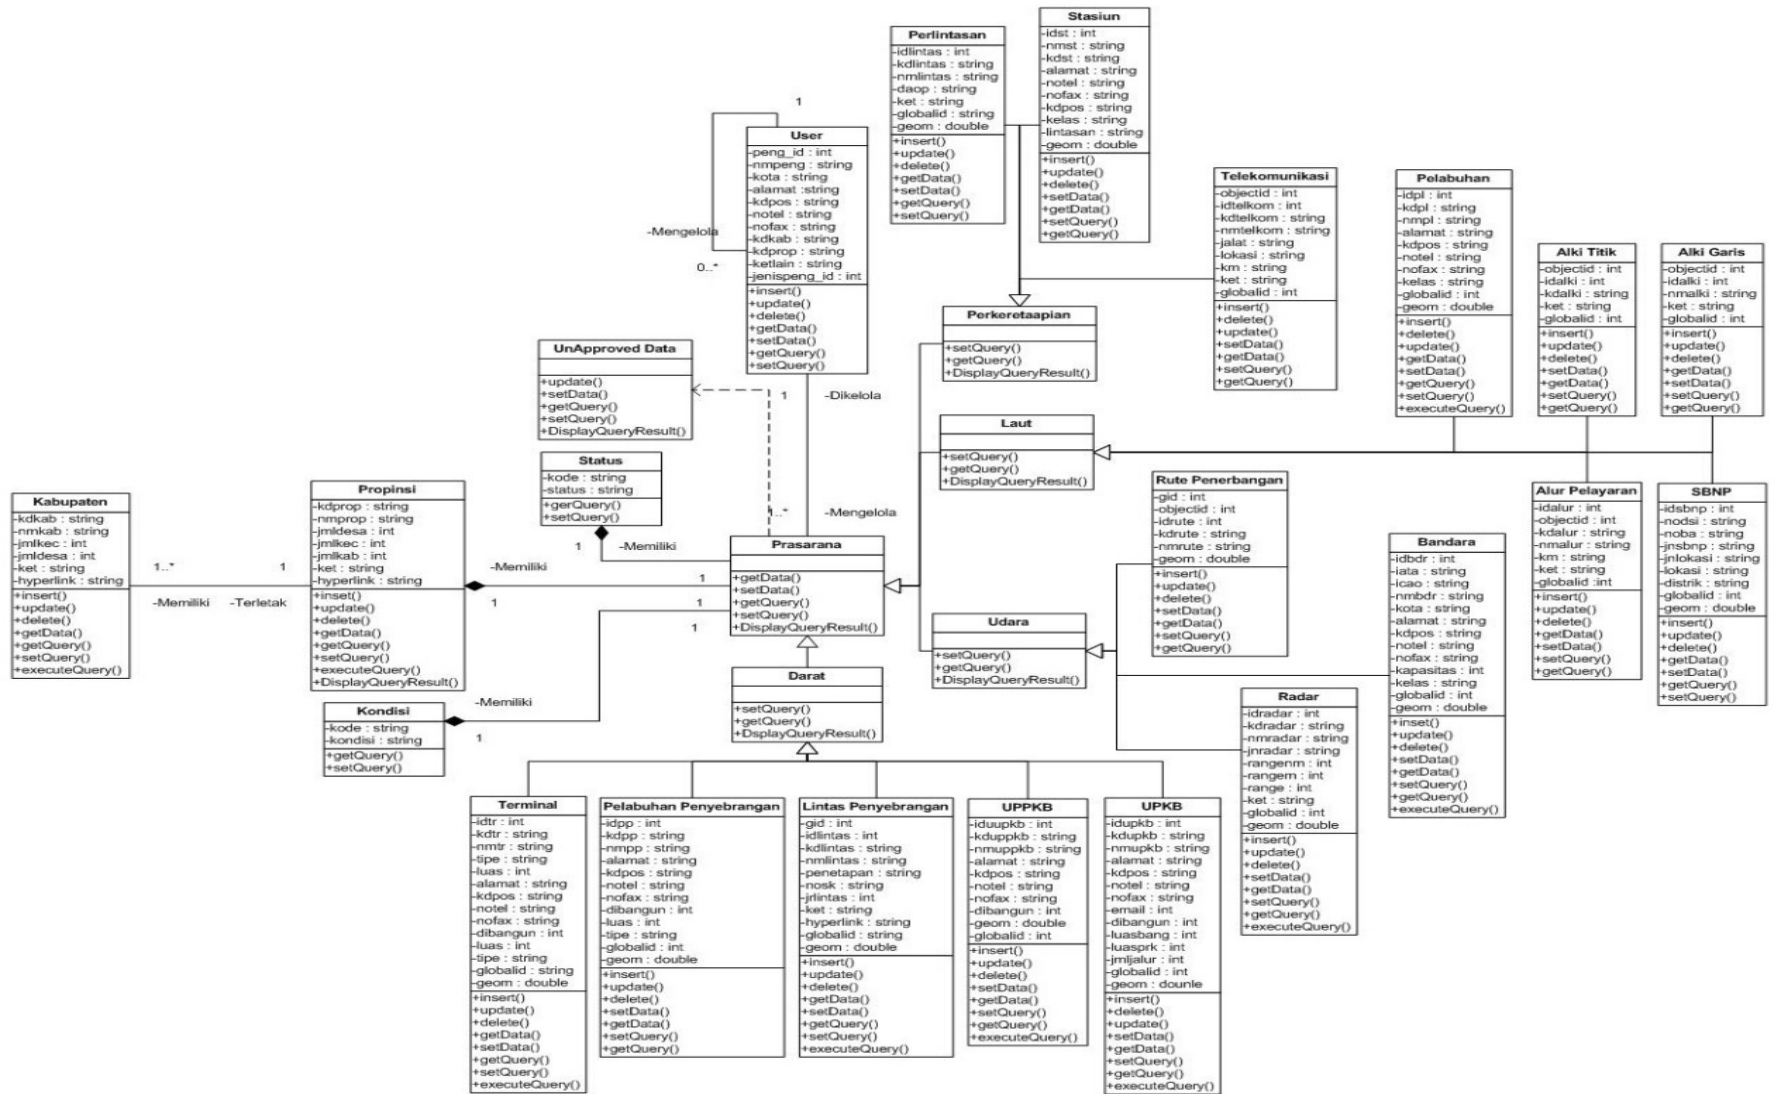 Perlintasan
-idlintas : int
-kdlintas : string
-nmlintas : string
-daop : string
-ket : string
-globalid : string
-geom : double
+insert()
+update()
+delete()
+getData()
+setData()
+getQuery()
+setQuery()
Stasiun
-idst : int
-nmst : string
-kdst : string
-alamat : string
-notel : string
-nofax : string
-kdpos : string
-kelas : string
-lintasan : string
-geom : double
+insert()
+update()
+delete()
+setData()
+getData()
+setQuery()
+getQuery()
1
User
-peng_id : int
-nmpeng : string
-kota : string
-alamat :string
-kdpos : string
-notel : string
-nofax : string
-kdkab : string
-kdprop : string
-ketlain : string
-jenispeng_id : int
+insert()
+update()
+delete()
+getData()
+setData()
+getQuery()
+setQuery()
-Mengelola
0..*
Telekomunikasi
-objectid : int
-idtelkom : int
-kdtelkom : string
-nmtelkom : string
-jalat : string
-lokasi : string
-km : string
-ket : string
-globalid : int
+insert()
+delete()
+update()
+setData()
+getData()
+setQuery()
+getQuery()
Pelabuhan
-idpl : int
-kdpl : string
-nmpl : string
-alamat : string
-kdpos : string
-notel : string
-nofax : string
-kelas : string
-globalid : int
-geom : double
+insert()
+delete()
+update()
+getData()
+setData()
+getQuery()
+setQuery()
+executeQuery()
Alki Titik
-objectid : int
-idalki : int
-kdalki : string
-ket : string
-globalid : int
+insert()
+update()
+delete()
+setData()
+getData()
+setQuery()
+getQuery()
Alki Garis
-objectid : int
-idalki : int
-nmalki : string
-ket : string
-globalid : int
+insert()
+update()
+delete()
+getData()
+setData()
+setQuery()
+getQuery()
Perkeretaapian
+setQuery()
+getQuery()
+DisplayQueryResult()
UnApproved Data
+update()
+setData()
+getQuery()
+setQuery()
+DisplayQueryResult()
1
-Dikelola
Laut
+setQuery()
+getQuery()
+DisplayQueryResult()
Status
-kode : string
-status : string
+gerQuery()
+setQuery()
1
-Memiliki
1..*
-Mengelola
Kabupaten
-kdkab : string
-nmkab : string
-jmlkec : int
-jmldesa : int
-ket : string
-hyperlink : string
+insert()
+update()
+delete()
+getData()
+getQuery()
+setQuery()
+executeQuery()
1..*
1
-Memiliki
-Terletak
Propinsi
-kdprop : string
-nmprop : string
-jmldesa : int
-jmlkec : int
-jmlkab : int
-ket : string
-hyperlink : string
+inset()
+update()
+delete()
+getData()
+getQuery()
+setQuery()
+executeQuery()
+DisplayQueryResult()
-Memiliki
1
1
1
1
Prasarana
+getData()
+setData()
+getQuery()
+setQuery()
+DisplayQueryResult()
Rute Penerbangan
-gid : int
-objectid : int
-idrute : int
-kdrute : string
-nmrute : string
-geom : double
+insert()
+update()
+delete()
+setData()
+getData()
+setQuery()
+getQuery()
Alur Pelayaran
-idalur : int
-objectid : int
-kdalur : string
-nmalur : string
-km : string
-ket : string
-globalid :int
+insert()
+update()
+delete()
+getData()
+setData()
+setQuery()
+getQuery()
SBNP
-idsbnp : int
-nodsi : string
-noba : string
-jnsbnp : string
-jnlokasi : string
-lokasi : string
-distrik : string
-globalid : int
-geom : double
+insert()
+update()
+delete()
+getData()
+setData()
+getQuery()
+setQuery()
Bandara
-idbdr : int
-iata : string
-icao : string
-nmbdr : string
-kota : string
-alamat : string
-kdpos : string
-notel : string
-nofax : string
-kapasitas : int
-kelas : string
-globalid : int
-geom : double
+inset()
+update()
+delete()
+setData()
+getData()
+setQuery()
+getQuery()
+executeQuery()
Udara
+setQuery()
+getQuery()
+DisplayQueryResult()
Darat
+setQuery()
+getQuery()
+DsplayQueryResult()
Kondisi
-kode : string
-kondisi : string
+getQuery()
+setQuery()
-Memiliki
1
Radar
-idradar : int
-kdradar : string
-nmradar : string
-jnradar : string
-rangenm : int
-rangem : int
-range : int
-ket : string
-globalid : int
-geom : double
+insert()
+update()
+delete()
+setData()
+getData()
+setQuery()
+getQuery()
+executeQuery()
Terminal
-idtr : int
-kdtr : string
-nmtr : string
-tipe : string
-luas : int
-alamat : string
-kdpos : string
-notel : string
-nofax : string
-dibangun : int
-luas : int
-tipe : string
-globalid : string
-geom : double
+insert()
+update()
+delete()
+getData()
+setData()
+getQuery()
+setQuery()
+executeQuery()
Pelabuhan Penyebrangan
-idpp : int
-kdpp : string
-nmpp : string
-alamat : string
-kdpos : string
-notel : string
-nofax : string
-dibangun : int
-luas : int
-tipe : string
-globalid : int
-geom : double
+insert()
+update()
+delete()
+setData()
+getData()
+setQuery()
+getQuery()
Lintas Penyebrangan
-gid : int
-idlintas : int
-kdlintas : string
-nmlintas : string
-penetapan : string
-nosk : string
-jrlintas : int
-ket : string
-hyperlink : string
-globalid : string
-geom : double
+insert()
+update()
+delete()
+getData()
+setData()
+getQuery()
+setQuery()
+executeQuery()
UPPKB
-iduupkb : int
-kduppkb : string
-nmuppkb : string
-alamat : string
-kdpos : string
-notel : string
-nofax : string
-dibangun : int
-geom : double
-globalid : int
+insert()
+update()
+delete()
+setData()
+getData()
+setQuery()
+getQuery()
+executeQuery()
UPKB
-idupkb : int
-kdupkb : string
-nmupkb : string
-alamat : string
-kdpos : string
-notel : string
-nofax : string
-email : int
-dibangun : int
-luasbang : int
-luasprk : int
-jmljalur : int
-globalid : int
-geom : dounle
+insert()
+delete()
+update()
+setData()
+getData()
+setQuery()
+getQuery()
+executeQuery()